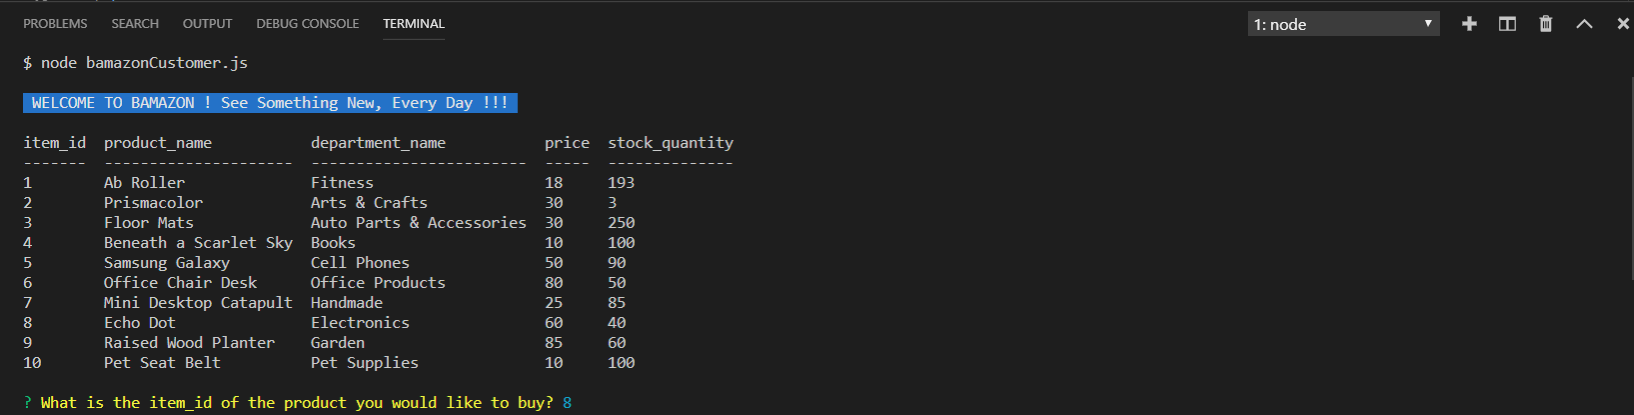 PROBLEMS SEARCH OUTPUT DEBUG CONSOLE TERMINAL 1: node
$ node bamazonCustomer.js
WELCOME TO BAMAZON ! See Something New, Every Day !!!
item_id product_name department_name price stock_quantity
------- --------------------- ------------------------ ----- --------------
1 Ab Roller Fitness 18 193
2 Prismacolor Arts & Crafts 30 3
3 Floor Mats Auto Parts & Accessories 30 250
4 Beneath a Scarlet Sky Books 10 100
5 Samsung Galaxy Cell Phones 50 90
6 Office Chair Desk Office Products 80 50
7 Mini Desktop Catapult Handmade 25 85
8 Echo Dot Electronics 60 40
9 Raised Wood Planter Garden 85 60
10 Pet Seat Belt Pet Supplies 10 100
? What is the item_id of the product you would like to buy? 8